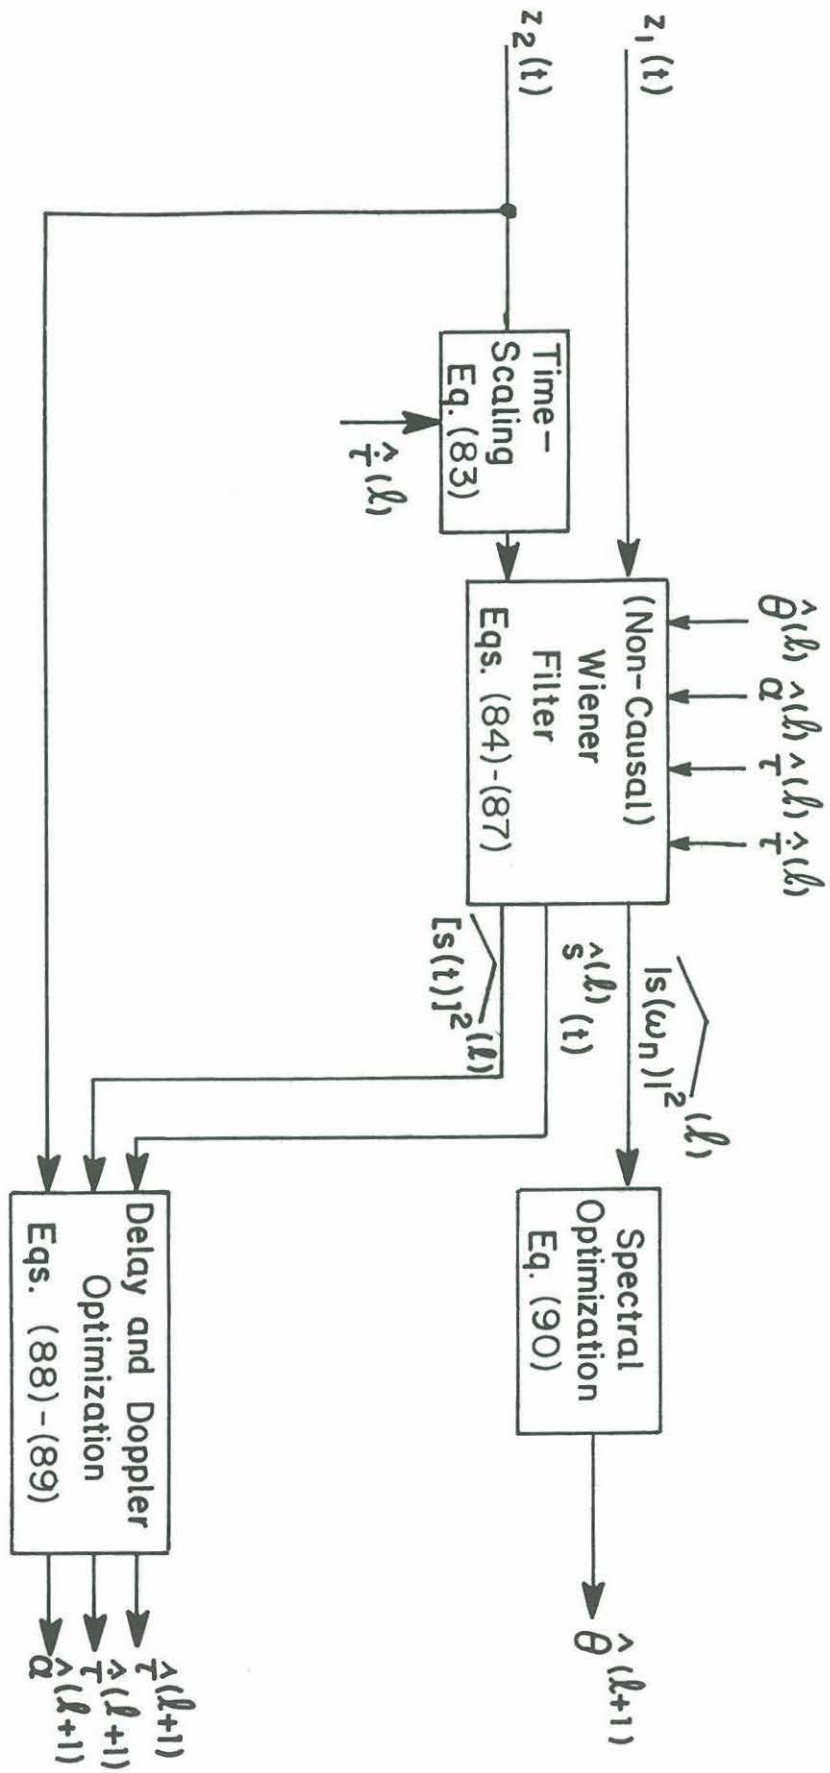 z₁(t)
z₂(t)
Time-
Scaling
Eq. (83)
τ̇̂⁽ˡ⁾
θ̂⁽ˡ⁾ α̂⁽ˡ⁾ τ̂⁽ˡ⁾ τ̇̂⁽ˡ⁾
(Non-Causal)
Wiener
Filter
Eqs. (84)-(87)
|s(ωₙ)|²⁽ˡ⁾
ŝ⁽ˡ⁾(t)
[s(t)]²⁽ˡ⁾
Spectral
Optimization
Eq. (90)
θ̂⁽ˡ⁺¹⁾
Delay and Doppler
Optimization
Eqs. (88)-(89)
τ̂⁽ˡ⁺¹⁾
τ̇̂⁽ˡ⁺¹⁾
α̂⁽ˡ⁺¹⁾